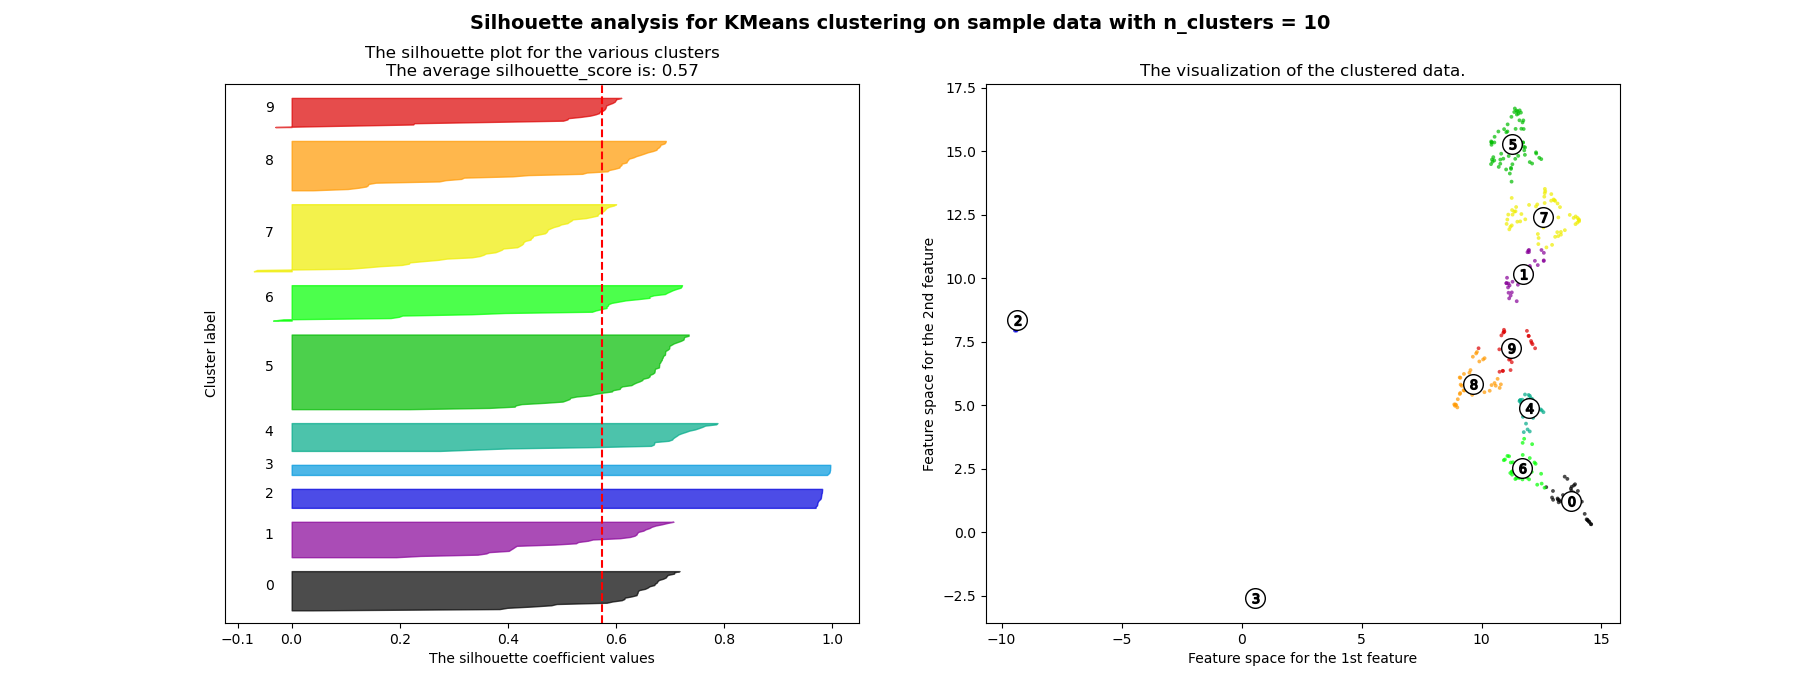 Silhouette analysis for KMeans clustering on sample data with n_clusters = 10
The silhouette plot for the various clusters
The average silhouette_score is: 0.57
9
8
7
6
5
4
3
2
1
0
Cluster label
−0.1 0.0 0.2 0.4 0.6 0.8 1.0
The silhouette coefficient values
The visualization of the clustered data.
17.5
15.0
12.5
10.0
7.5
5.0
2.5
0.0
−2.5
Feature space for the 2nd feature
5
7
1
2
9
8
4
6
0
3
−10 −5 0 5 10 15
Feature space for the 1st feature